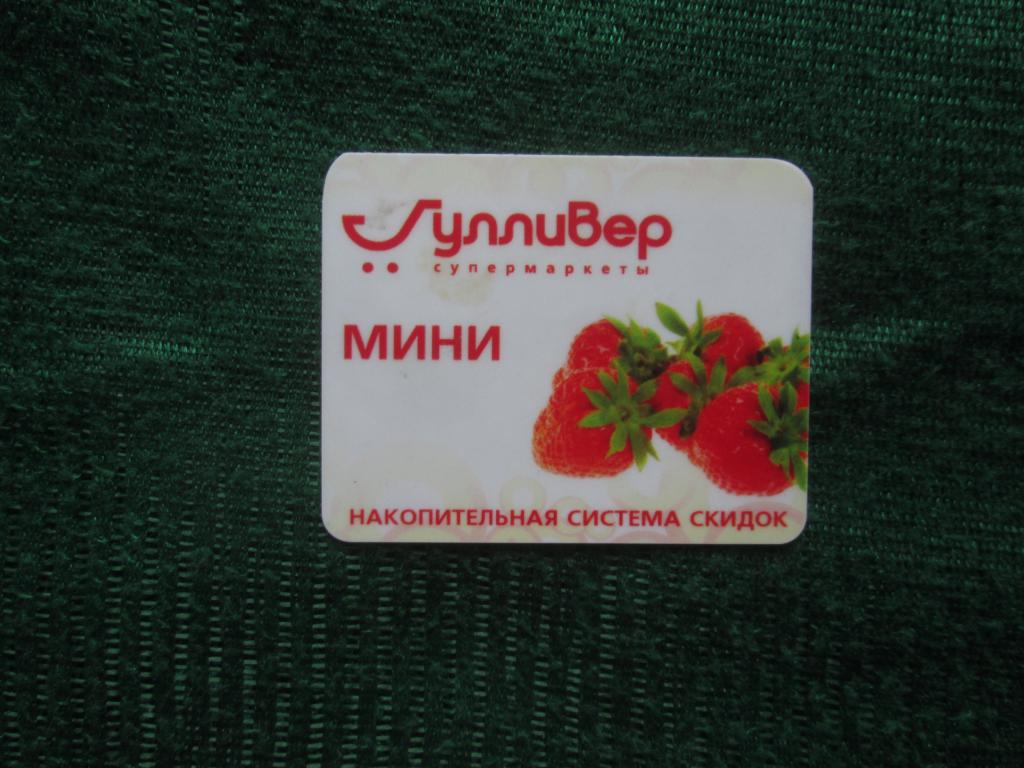 Гулливер
супермаркеты
МИНИ
НАКОПИТЕЛЬНАЯ СИСТЕМА СКИДОК